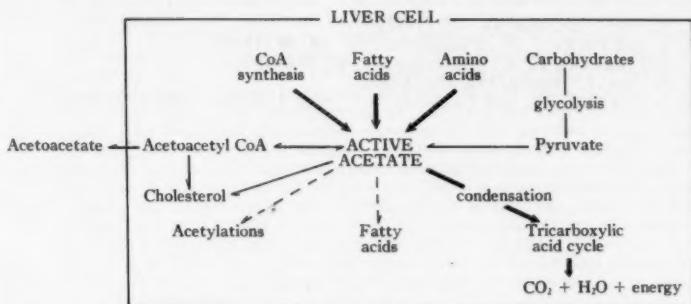 LIVER CELL
CoA
synthesis
Fatty
acids
Amino
acids
Carbohydrates
glycolysis
Acetoacetate
Acetoacetyl CoA
ACTIVE
ACETATE
Pyruvate
Cholesterol
condensation
Acetylations
Fatty
acids
Tricarboxylic
acid cycle
CO₂ + H₂O + energy